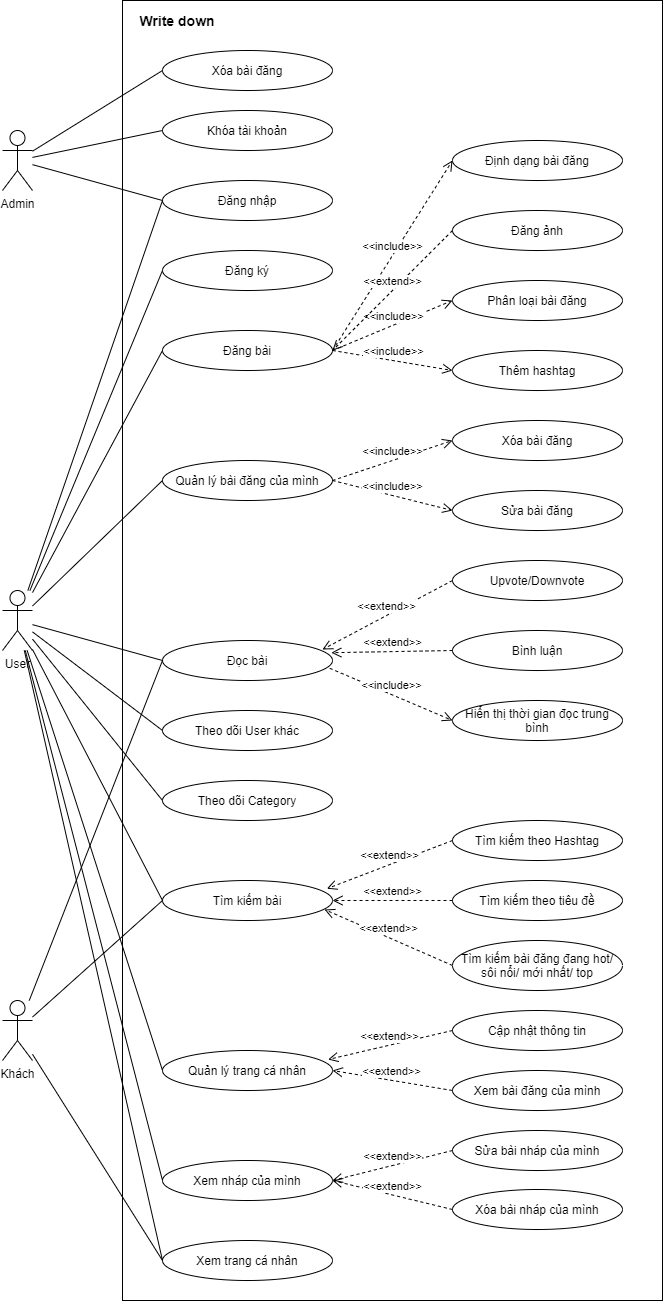 Write down
Xóa bài đăng
Khóa tài khoản
Admin
Định dạng bài đăng
Đăng nhập
Đăng ảnh
<<include>>
Đăng ký
<<extend>>
Phân loại bài đăng
<<include>>
Đăng bài
<<include>>
Thêm hashtag
Xóa bài đăng
<<include>>
Quản lý bài đăng của mình
<<include>>
Sửa bài đăng
Upvote/Downvote
<<extend>>
User
<<extend>>
Bình luận
Đọc bài
<<include>>
Hiển thị thời gian đọc trung
bình
Theo dõi User khác
Theo dõi Category
Tìm kiếm theo Hashtag
<<extend>>
<<extend>>
Tìm kiếm bài
Tìm kiếm theo tiêu đề
<<extend>>
Tìm kiếm bài đăng đang hot/
sôi nổi/ mới nhất/ top
Cập nhật thông tin
<<extend>>
Khách
Quản lý trang cá nhân
<<extend>>
Xem bài đăng của mình
Sửa bài nháp của mình
<<extend>>
Xem nháp của mình
<<extend>>
Xóa bài nháp của mình
Xem trang cá nhân